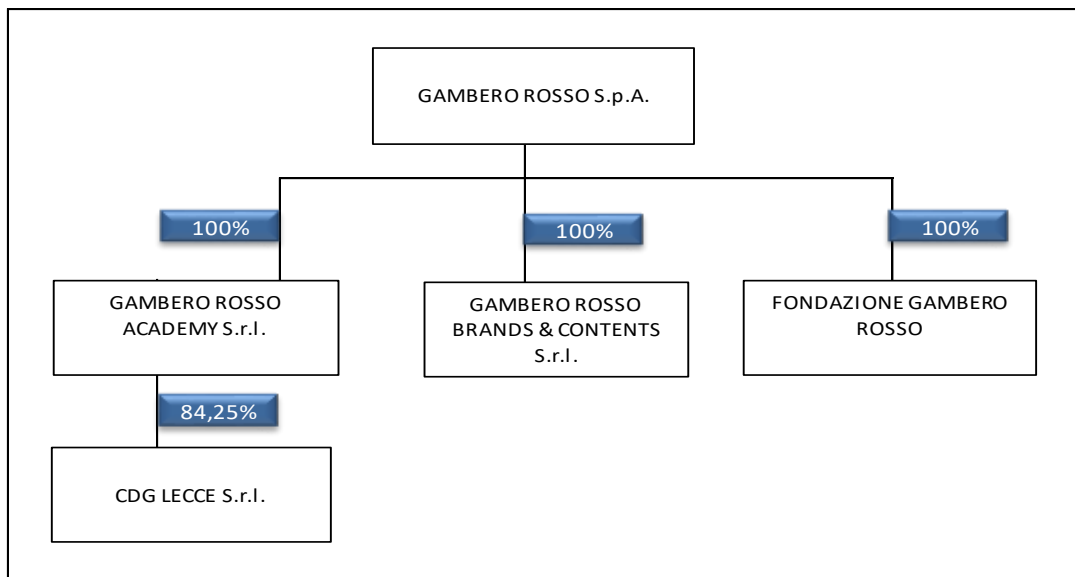 GAMBERO ROSSO S.p.A.
100%
100%
100%
GAMBERO ROSSO
ACADEMY S.r.l.
GAMBERO ROSSO
BRANDS & CONTENTS
S.r.l.
FONDAZIONE GAMBERO
ROSSO
84,25%
CDG LECCE S.r.l.